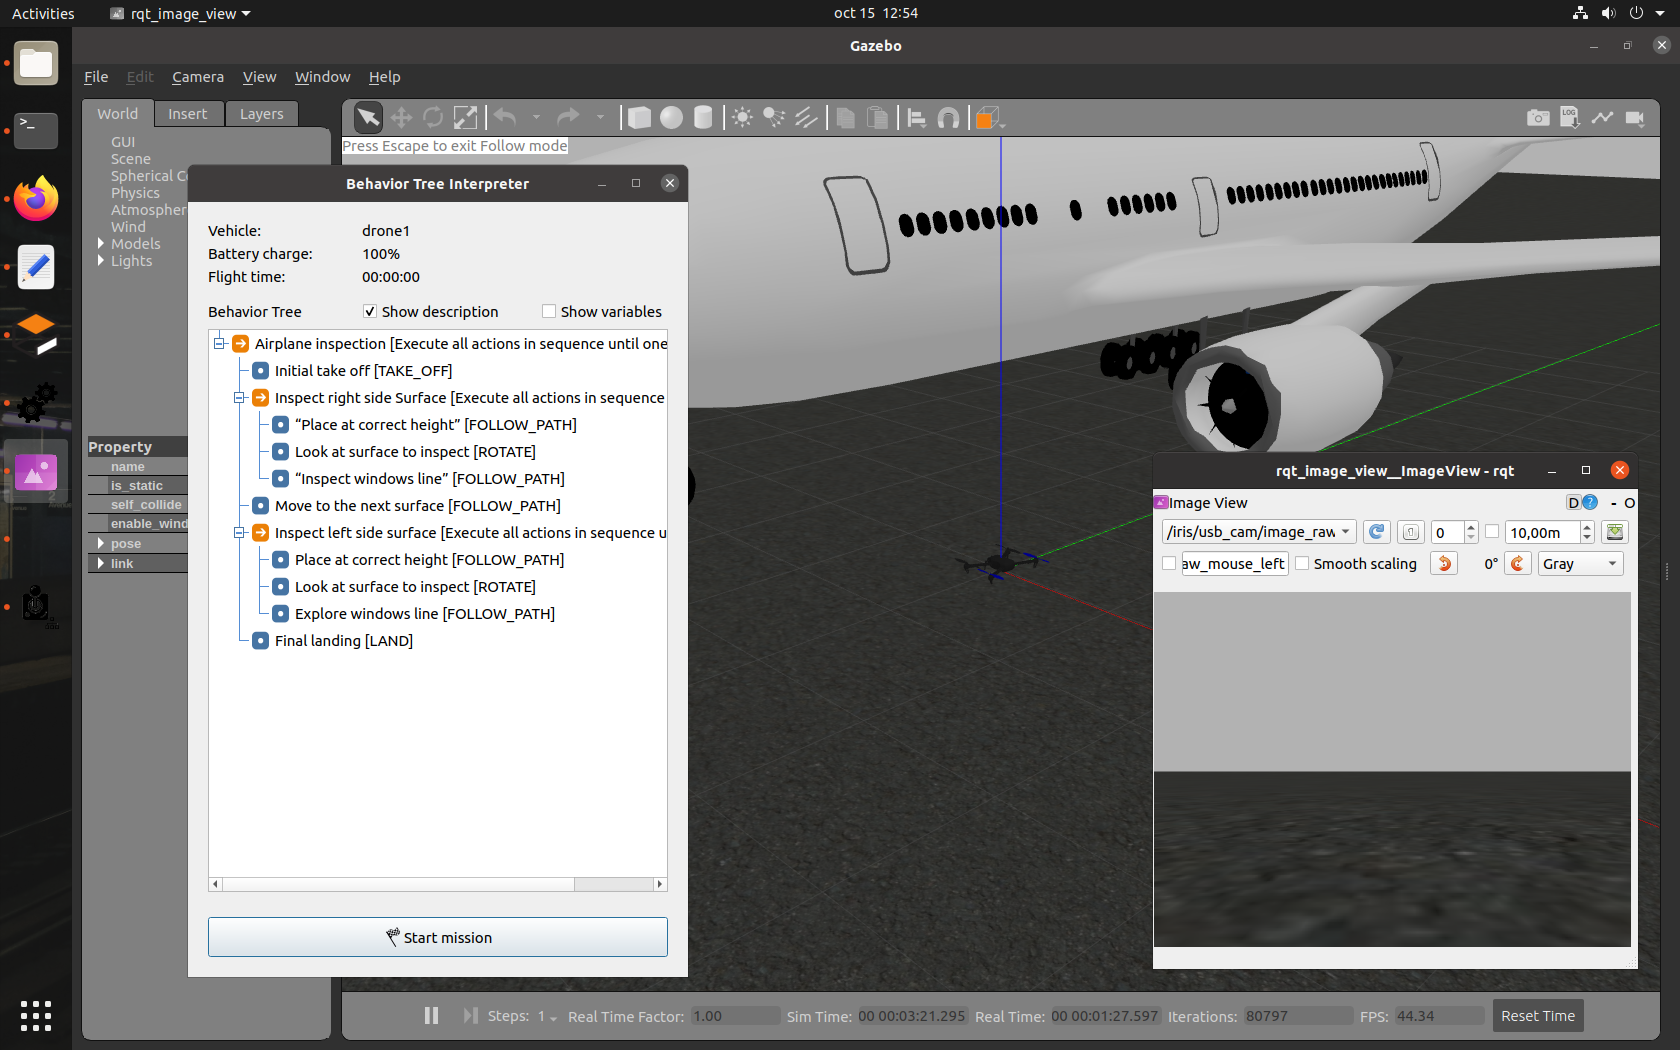 Activities
rqt_image_view
oct 15 12:54
Gazebo
File Edit Camera View Window Help
World Insert Layers
GUI
Scene
Spherical Co
Physics
Atmospher
Wind
Models
Lights
Property
name
is_static
self_collide
enable_wind
pose
link
Press Escape to exit Follow mode
LOG
Behavior Tree Interpreter
Vehicle: drone1
Battery charge: 100%
Flight time: 00:00:00
Behavior Tree Show description Show variables
Airplane inspection [Execute all actions in sequence until one
Initial take off [TAKE_OFF]
Inspect right side Surface [Execute all actions in sequence
“Place at correct height” [FOLLOW_PATH]
Look at surface to inspect [ROTATE]
“Inspect windows line” [FOLLOW_PATH]
Move to the next surface [FOLLOW_PATH]
Inspect left side surface [Execute all actions in sequence u
Place at correct height [FOLLOW_PATH]
Look at surface to inspect [ROTATE]
Explore windows line [FOLLOW_PATH]
Final landing [LAND]
Start mission
rqt_image_view__ImageView - rqt
Image View
D ? - O
/iris/usb_cam/image_raw 0 10,00m
aw_mouse_left Smooth scaling 0° Gray
Steps: 1 Real Time Factor: 1.00 Sim Time: 00 00:03:21.295 Real Time: 00 00:01:27.597 Iterations: 80797 FPS: 44.34 Reset Time